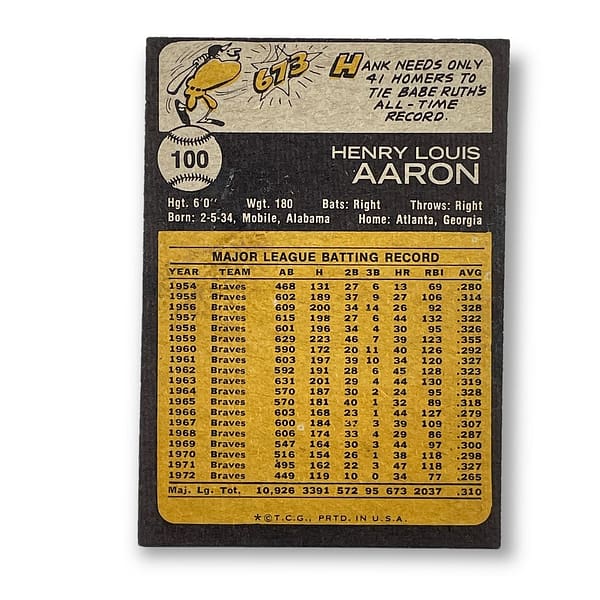 673
HANK NEEDS ONLY
41 HOMERS TO
TIE BABE RUTH'S
ALL-TIME
RECORD.
100
HENRY LOUIS
AARON
Hgt. 6'0" Wgt. 180 Bats: Right Throws: Right
Born: 2-5-34, Mobile, Alabama Home: Atlanta, Georgia
MAJOR LEAGUE BATTING RECORD
YEAR TEAM AB H 2B 3B HR RBI AVG
1954 Braves 468 131 27 6 13 69 .280
1955 Braves 602 189 37 9 27 106 .314
1956 Braves 609 200 34 14 26 92 .328
1957 Braves 615 198 27 6 44 132 .322
1958 Braves 601 196 34 4 30 95 .326
1959 Braves 629 223 46 7 39 123 .355
1960 Braves 590 172 20 11 40 126 .292
1961 Braves 603 197 39 10 34 120 .327
1962 Braves 592 191 28 6 45 128 .323
1963 Braves 631 201 29 4 44 130 .319
1964 Braves 570 187 30 2 24 95 .328
1965 Braves 570 181 40 1 32 89 .318
1966 Braves 603 168 23 1 44 127 .279
1967 Braves 600 184 37 3 39 109 .307
1968 Braves 606 174 33 4 29 86 .287
1969 Braves 547 164 30 3 44 97 .300
1970 Braves 516 154 26 1 38 118 .298
1971 Braves 495 162 22 3 47 118 .327
1972 Braves 449 119 10 0 34 77 .265
Maj. Lg. Tot. 10,926 3391 572 95 673 2037 .310
*©T.C.G., PRTD. IN U.S.A.